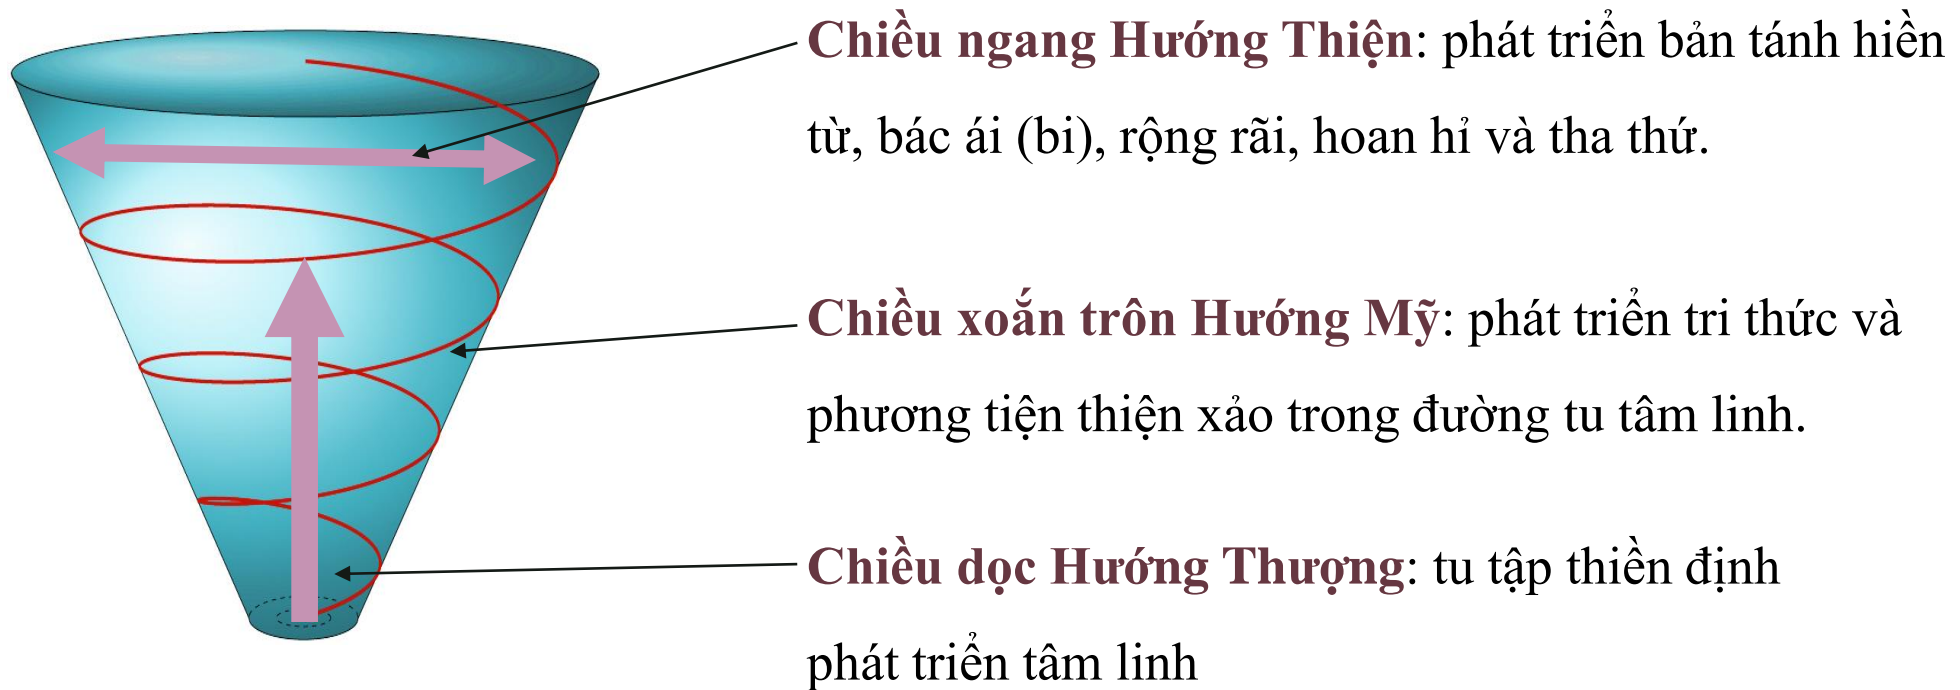 Chiều ngang Hướng Thiện: phát triển bản tánh hiền
từ, bác ái (bi), rộng rãi, hoan hỉ và tha thứ.
Chiều xoắn trôn Hướng Mỹ: phát triển tri thức và
phương tiện thiện xảo trong đường tu tâm linh.
Chiều dọc Hướng Thượng: tu tập thiền định
phát triển tâm linh